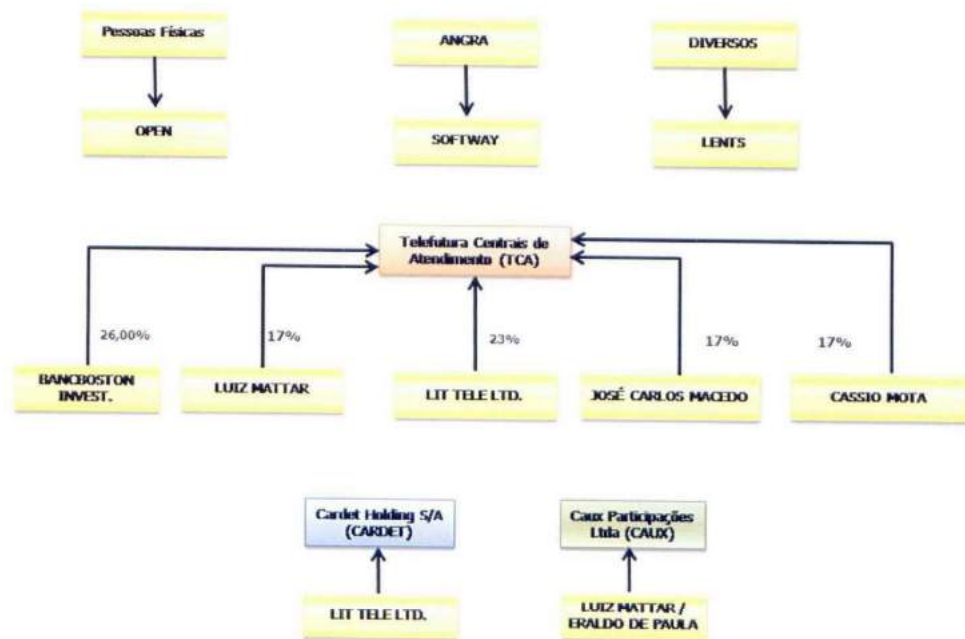 Pessoas Físicas
ANGRA
DIVERSOS
OPEN
SOFTWAY
LENTS
Telefutura Centrais de
Atendimento (TCA)
26,00%
17%
23%
17%
17%
BANCBOSTON
INVEST.
LUIZ MATTAR
LIT TELE LTD.
JOSÉ CARLOS MACEDO
CASSIO MOTA
Cardet Holding S/A
(CARDET)
Caux Participações
Ltda (CAUX)
LIT TELE LTD.
LUIZ MATTAR /
ERALDO DE PAULA